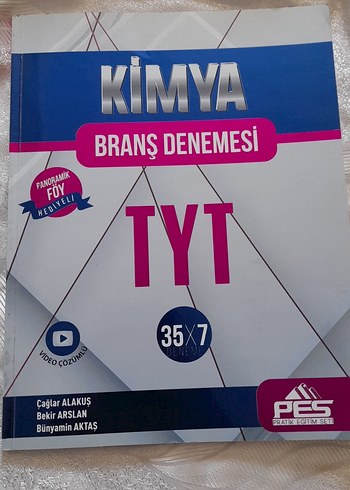 KİMYA
BRANŞ DENEMESİ
PANORAMİK
FÖY
HEDİYELİ
TYT
VİDEO ÇÖZÜMLÜ
35x7
DENEME
Çağlar ALAKUŞ
Bekir ARSLAN
Bünyamin AKTAŞ
PES
PRATİK EĞİTİM SETİ